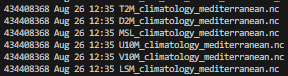 434408368 Aug 26 12:35 T2M_climatology_mediterranean.nc
434408368 Aug 26 12:35 D2M_climatology_mediterranean.nc
434408368 Aug 26 12:35 MSL_climatology_mediterranean.nc
434408368 Aug 26 12:35 U10M_climatology_mediterranean.nc
434408368 Aug 26 12:35 V10M_climatology_mediterranean.nc
434408368 Aug 26 12:35 LSM_climatology_mediterranean.nc